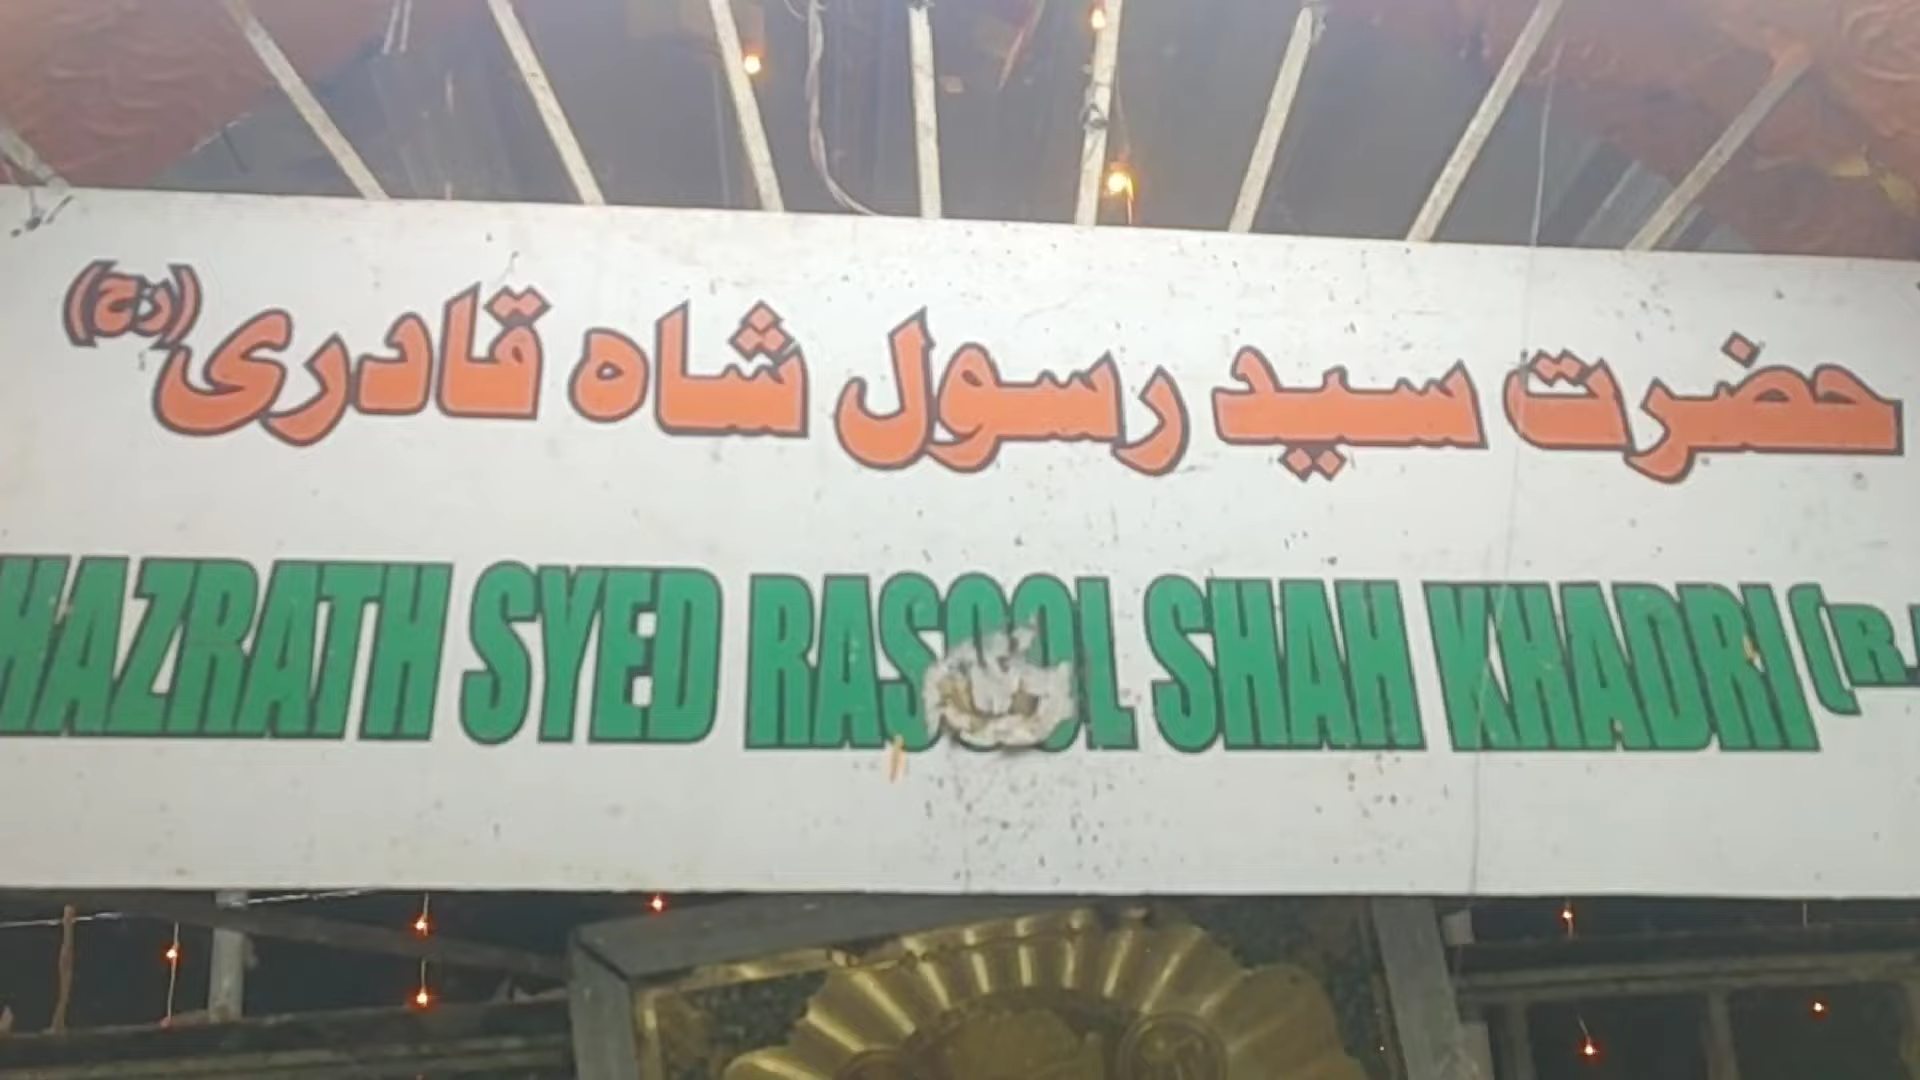 حضرت سید رسول شاہ قادری (رح)
HAZRATH SYED RASOOL SHAH KHADRI (R.